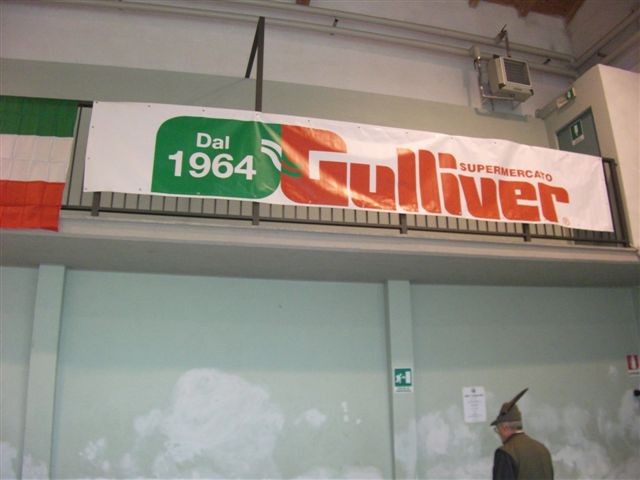 Dal
1964
Gulliver
SUPERMERCATO
®